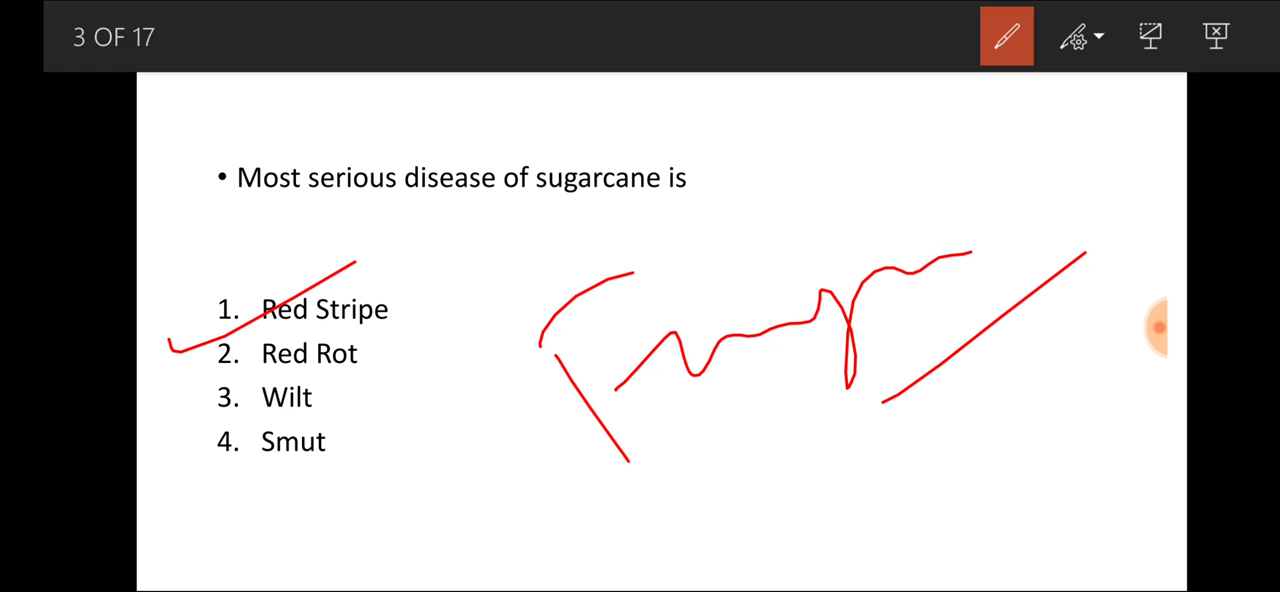 3 OF 17
• Most serious disease of sugarcane is
1. Red Stripe
2. Red Rot
3. Wilt
4. Smut